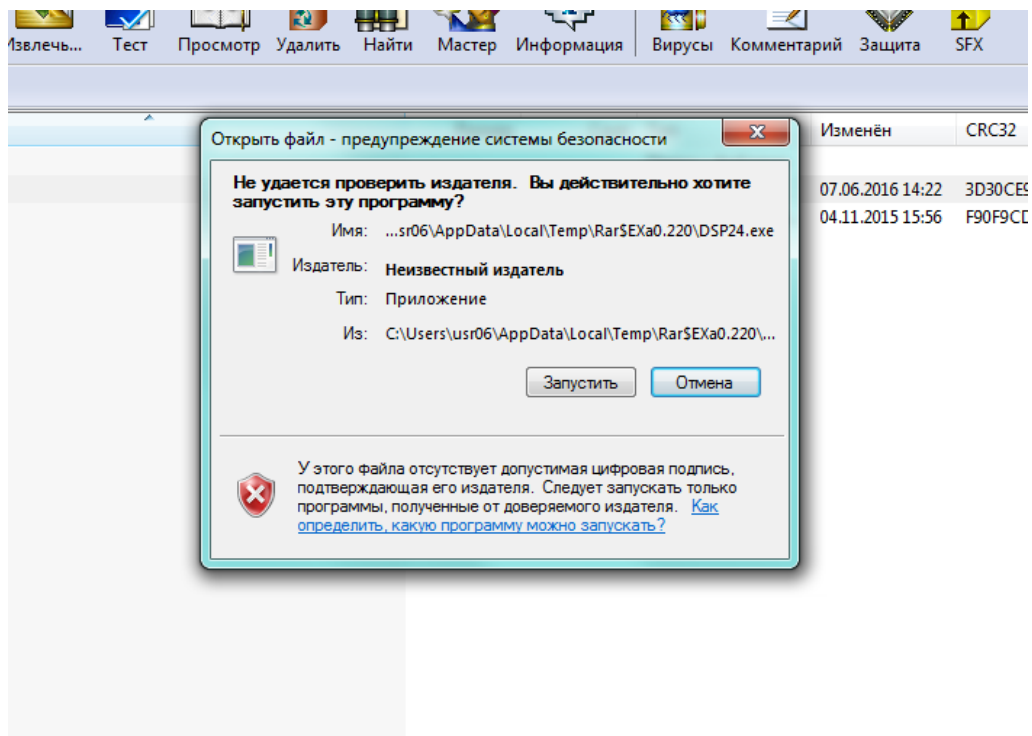 Извлечь... Тест Просмотр Удалить Найти Мастер Информация Вирусы Комментарий Защита SFX
Изменён CRC32
07.06.2016 14:22 3D30CE9
04.11.2015 15:56 F90F9CD
Открыть файл - предупреждение системы безопасности
Не удается проверить издателя. Вы действительно хотите
запустить эту программу?
Имя: ...sr06\AppData\Local\Temp\Rar$EXa0.220\DSP24.exe
Издатель: Неизвестный издатель
Тип: Приложение
Из: C:\Users\usr06\AppData\Local\Temp\Rar$EXa0.220\...
Запустить Отмена
У этого файла отсутствует допустимая цифровая подпись,
подтверждающая его издателя. Следует запускать только
программы, полученные от доверяемого издателя. Как
определить, какую программу можно запускать?